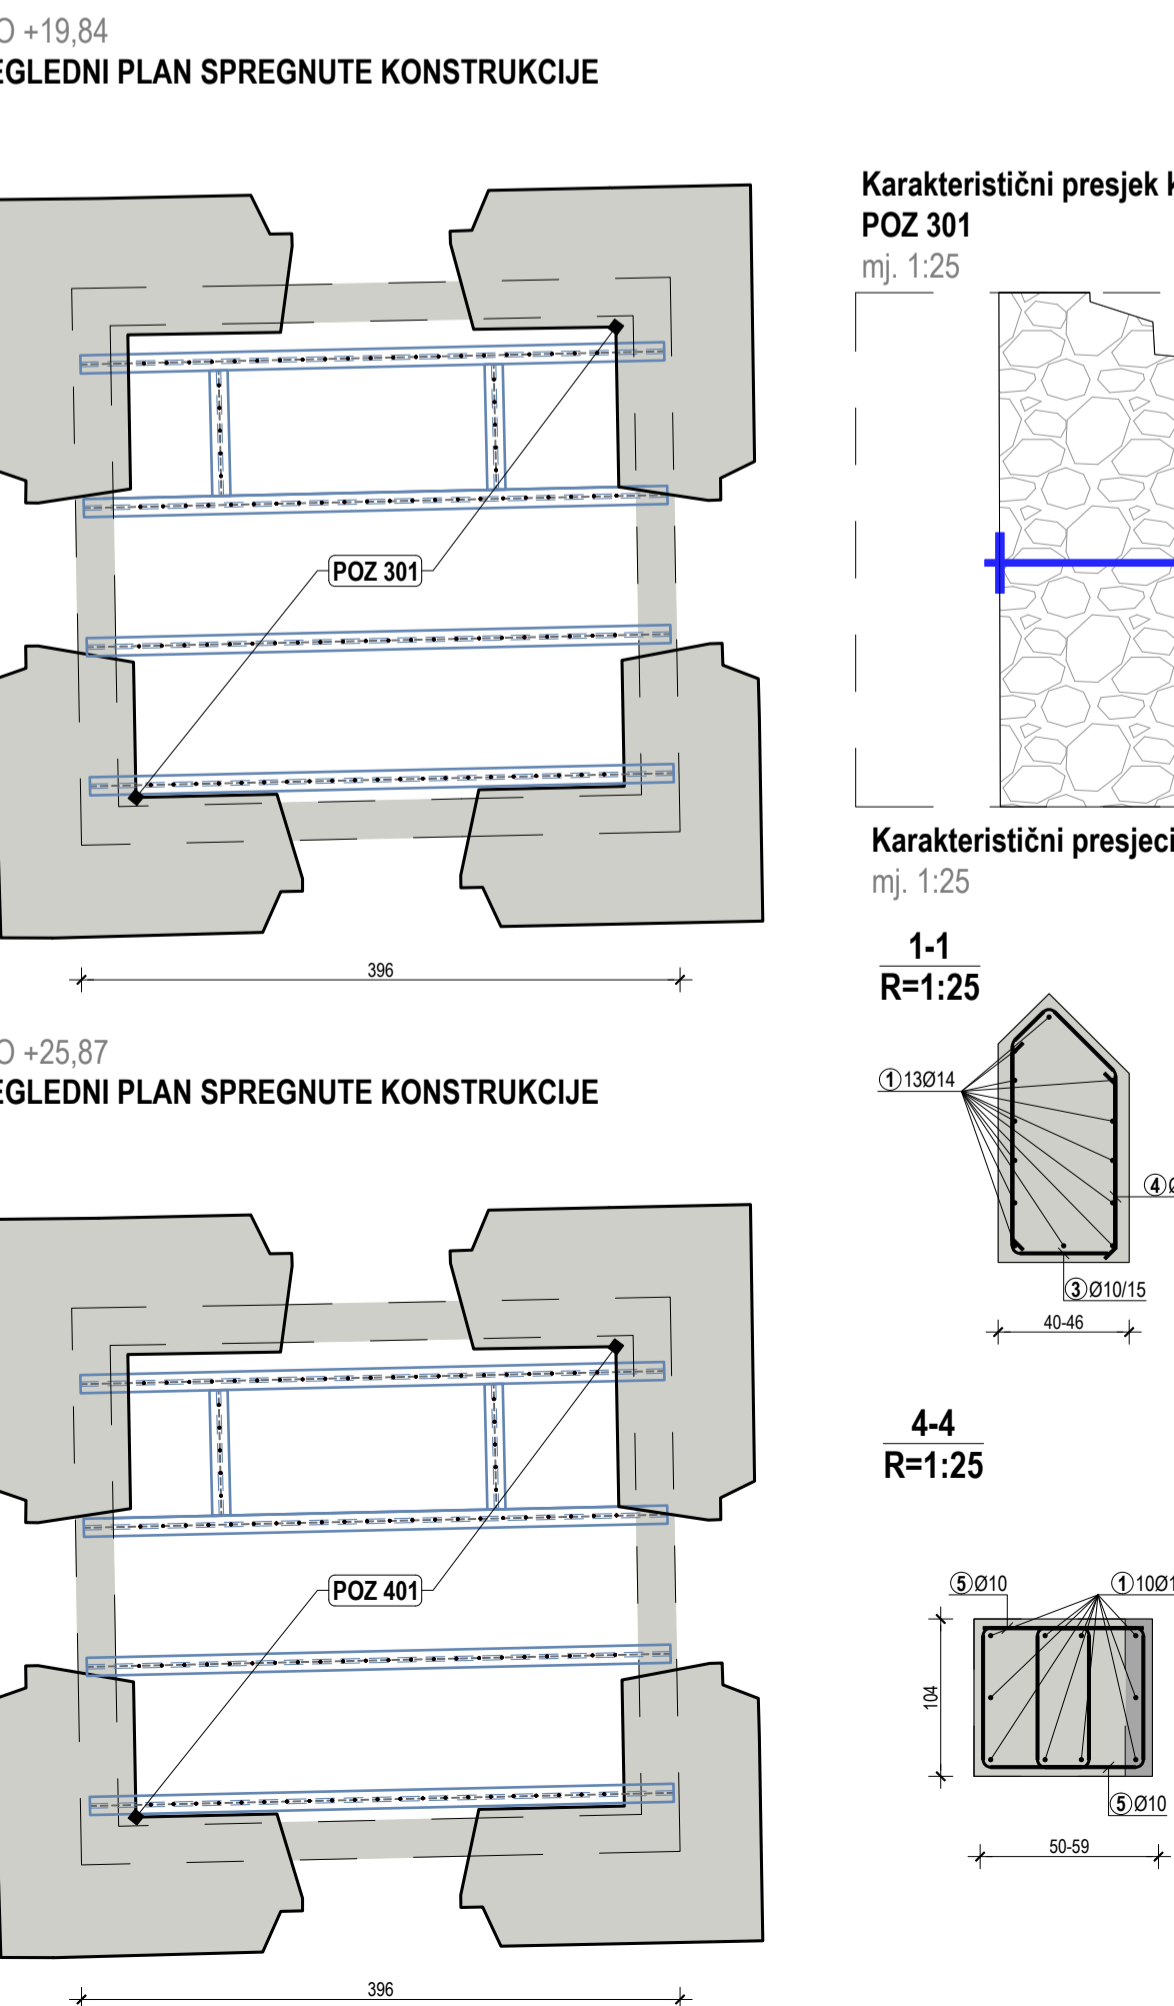 O +19,84
EGLEDNI PLAN SPREGNUTE KONSTRUKCIJE
POZ 301
396
O +25,87
EGLEDNI PLAN SPREGNUTE KONSTRUKCIJE
POZ 401
396
Karakteristični presjek k
POZ 301
mj. 1:25
Karakteristični presjeci
mj. 1:25
1-1
R=1:25
1 13Ø14
4 Ø
3 Ø10/15
40-46
4-4
R=1:25
5 Ø10
1 10Ø1
104
5 Ø10
50-59